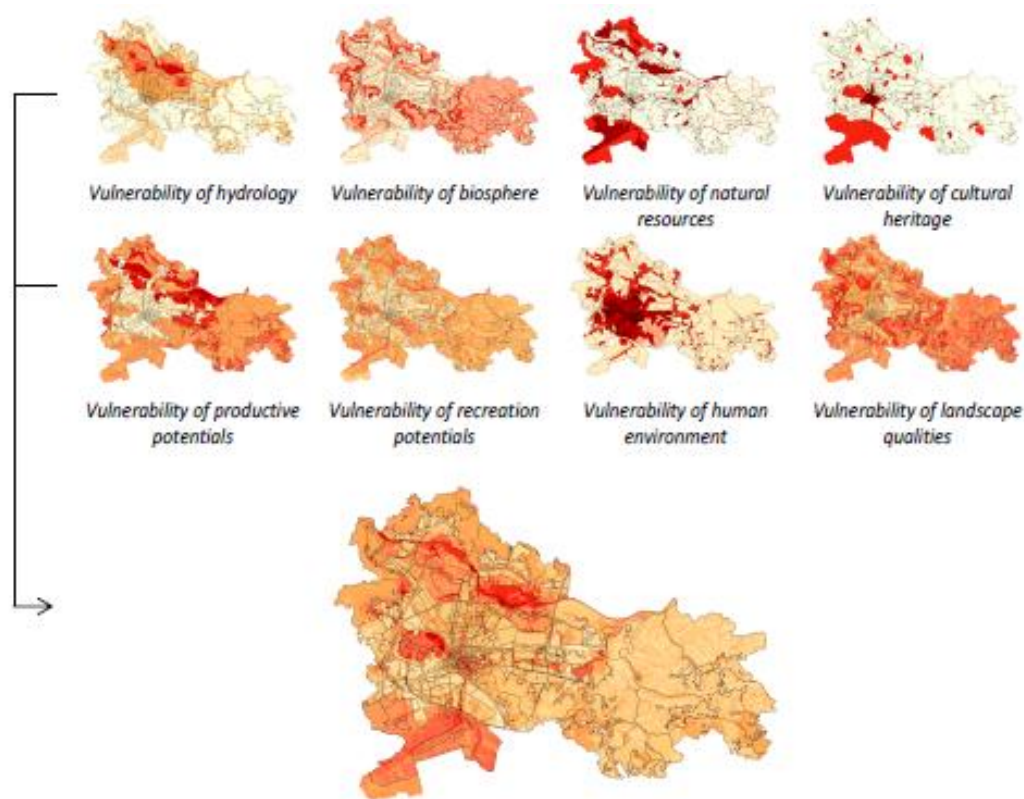 Vulnerability of hydrology
Vulnerability of biosphere
Vulnerability of natural
resources
Vulnerability of cultural
heritage
Vulnerability of productive
potentials
Vulnerability of recreation
potentials
Vulnerability of human
environment
Vulnerability of landscape
qualities